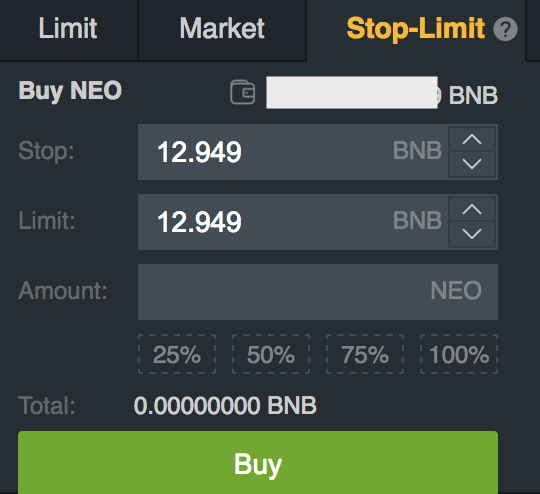 Limit Market Stop-Limit ?
Buy NEO BNB
Stop: 12.949 BNB
Limit: 12.949 BNB
Amount: NEO
25% 50% 75% 100%
Total: 0.00000000 BNB
Buy